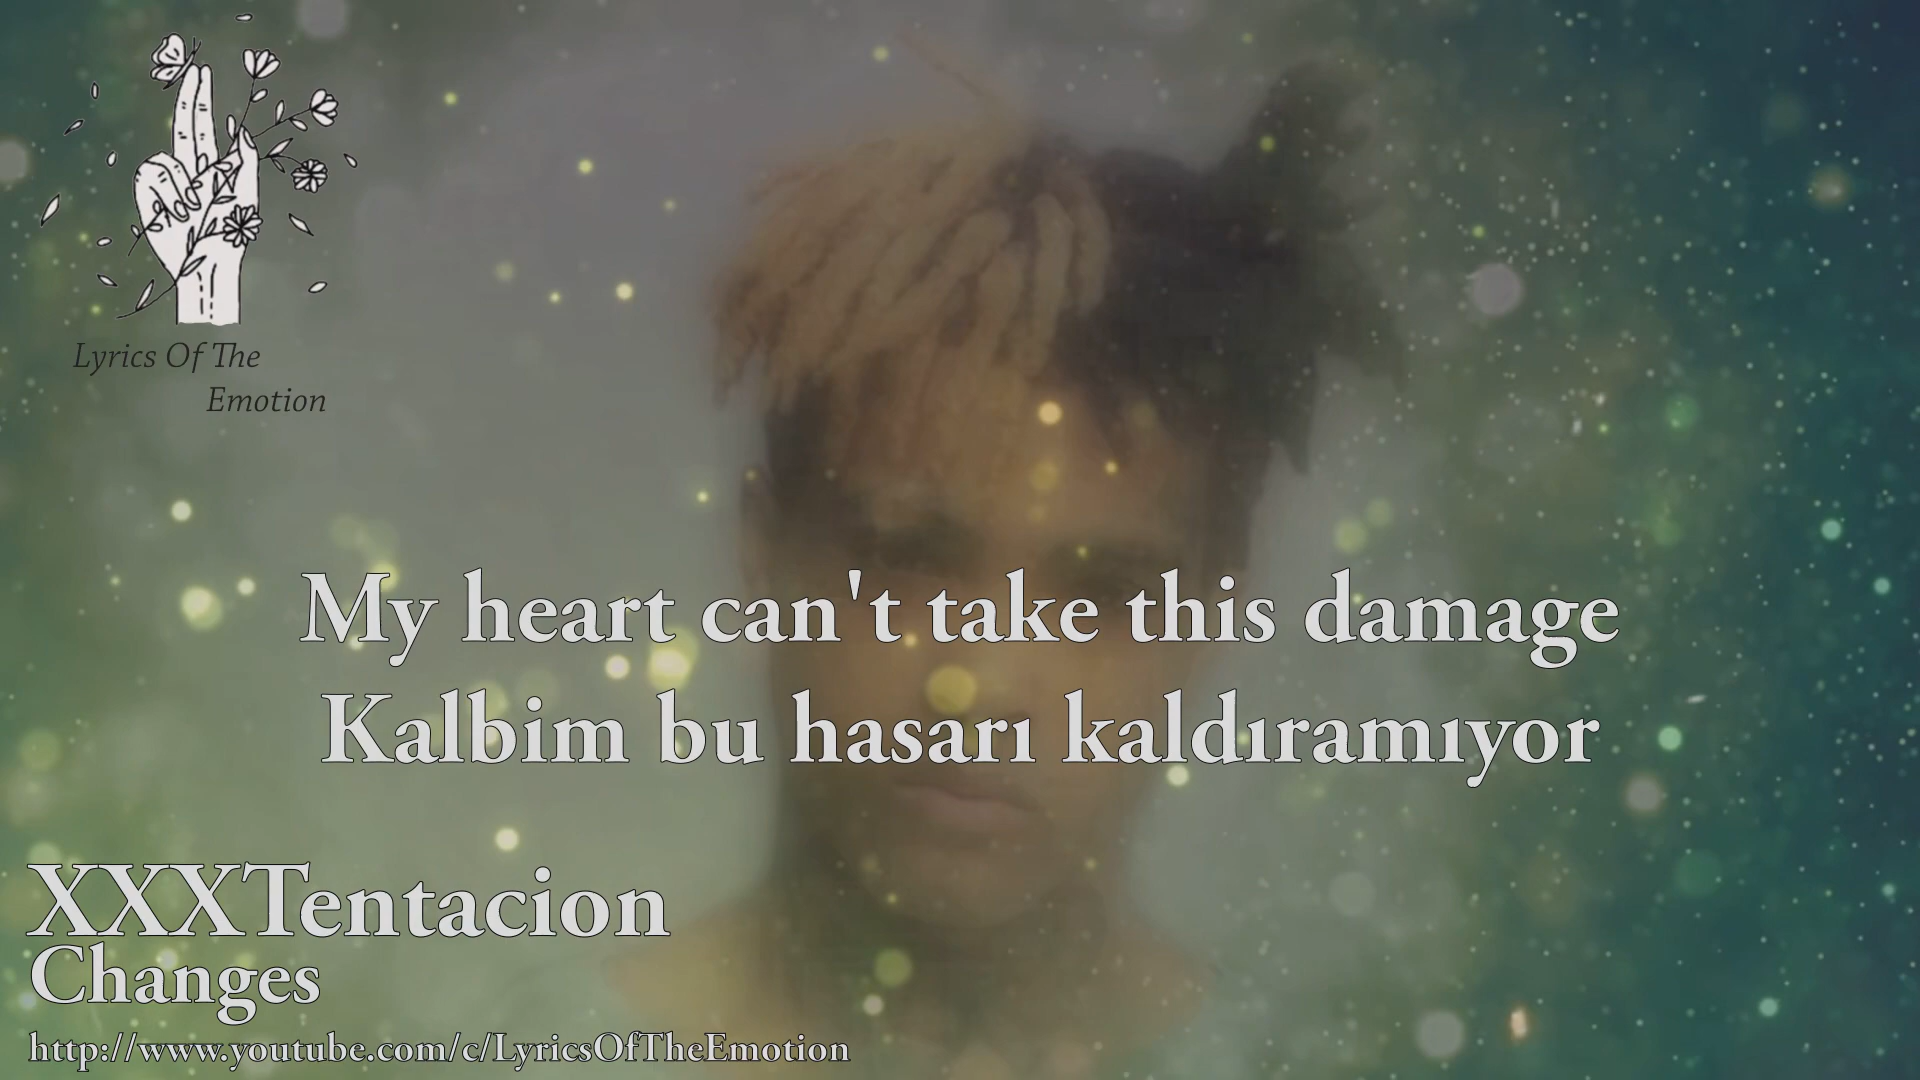 Lyrics Of The
Emotion
My heart can't take this damage
Kalbim bu hasarı kaldıramıyor
XXXTentacion
Changes
http://www.youtube.com/c/LyricsOfTheEmotion